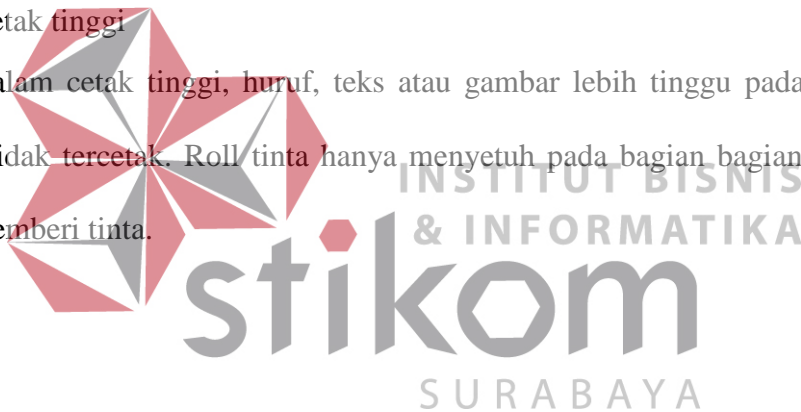 etak tinggi
alam cetak tinggi, huruf, teks atau gambar lebih tinggu pada
idak tercetak. Roll tinta hanya menyetuh pada bagian bagian
emberi tinta.
INSTITUT BISNIS
& INFORMATIKA
stikom
SURABAYA